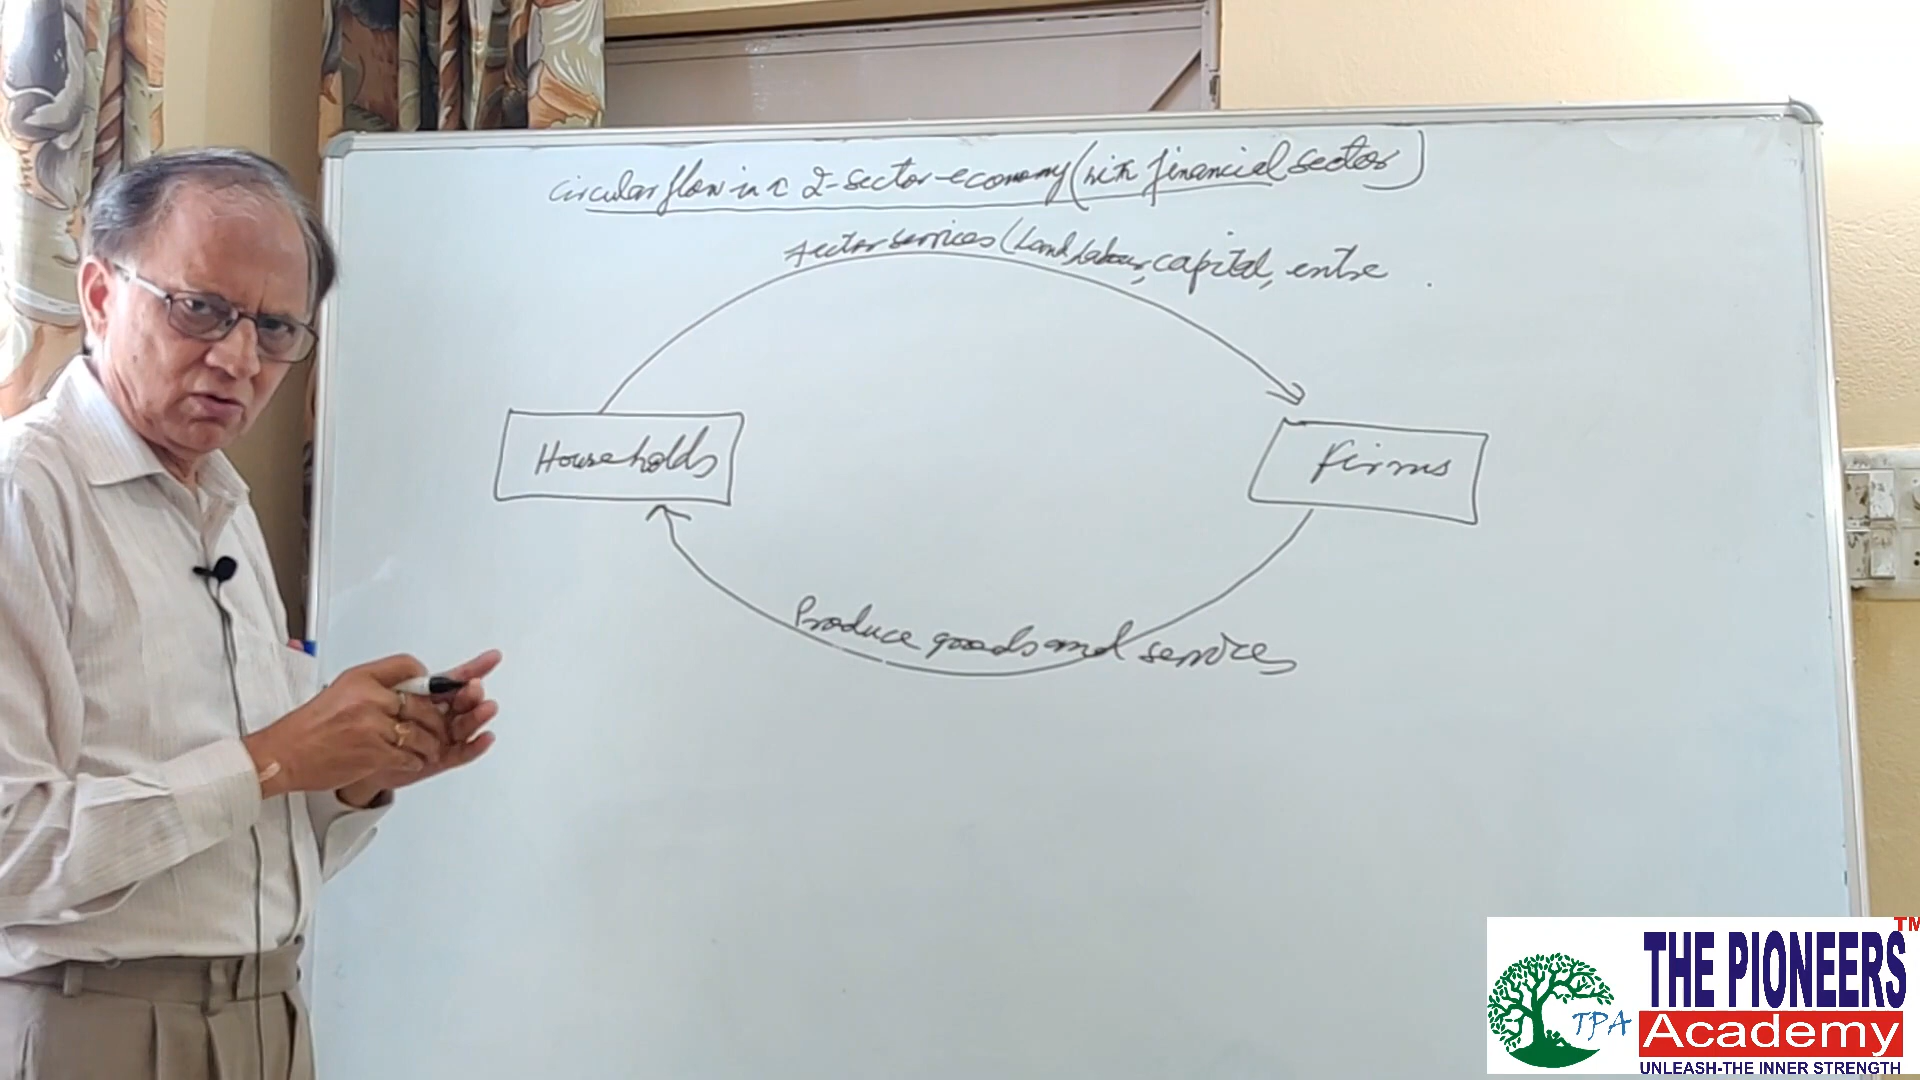 Circular flow in a 2-sector-economy (with financial sector)
Factor services (Land, Labour, capital, entre .
Households
Firms
Produce goods and services
TPA
THE PIONEERS TM
Academy
UNLEASH-THE INNER STRENGTH